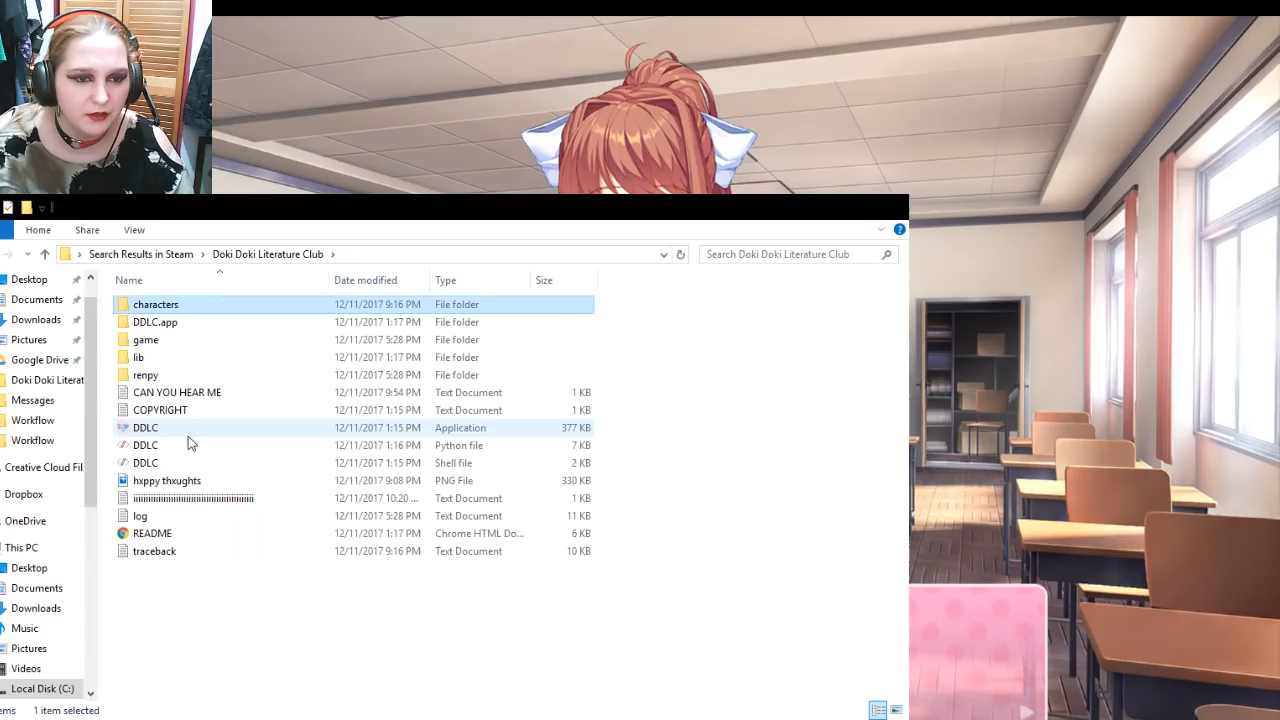 Home Share View
Search Results in Steam Doki Doki Literature Club Search Doki Doki Literature Club
Name Date modified Type Size
characters 12/11/2017 9:16 PM File folder
DDLC.app 12/11/2017 1:17 PM File folder
game 12/11/2017 5:28 PM File folder
lib 12/11/2017 1:17 PM File folder
renpy 12/11/2017 5:28 PM File folder
CAN YOU HEAR ME 12/11/2017 9:54 PM Text Document 1 KB
COPYRIGHT 12/11/2017 1:15 PM Text Document 1 KB
DDLC 12/11/2017 1:15 PM Application 377 KB
DDLC 12/11/2017 1:16 PM Python file 7 KB
DDLC 12/11/2017 1:15 PM Shell file 2 KB
hxppy thxughts 12/11/2017 9:08 PM PNG File 330 KB
12/11/2017 10:20 ... Text Document 1 KB
log 12/11/2017 5:28 PM Text Document 11 KB
README 12/11/2017 1:17 PM Chrome HTML Do... 6 KB
traceback 12/11/2017 9:16 PM Text Document 10 KB
Desktop
Documents
Downloads
Pictures
Google Drive
Doki Doki Literat
Messages
Workflow
Workflow
Creative Cloud Fil
Dropbox
OneDrive
This PC
Desktop
Documents
Downloads
Music
Pictures
Videos
Local Disk (C:)
ems 1 item selected